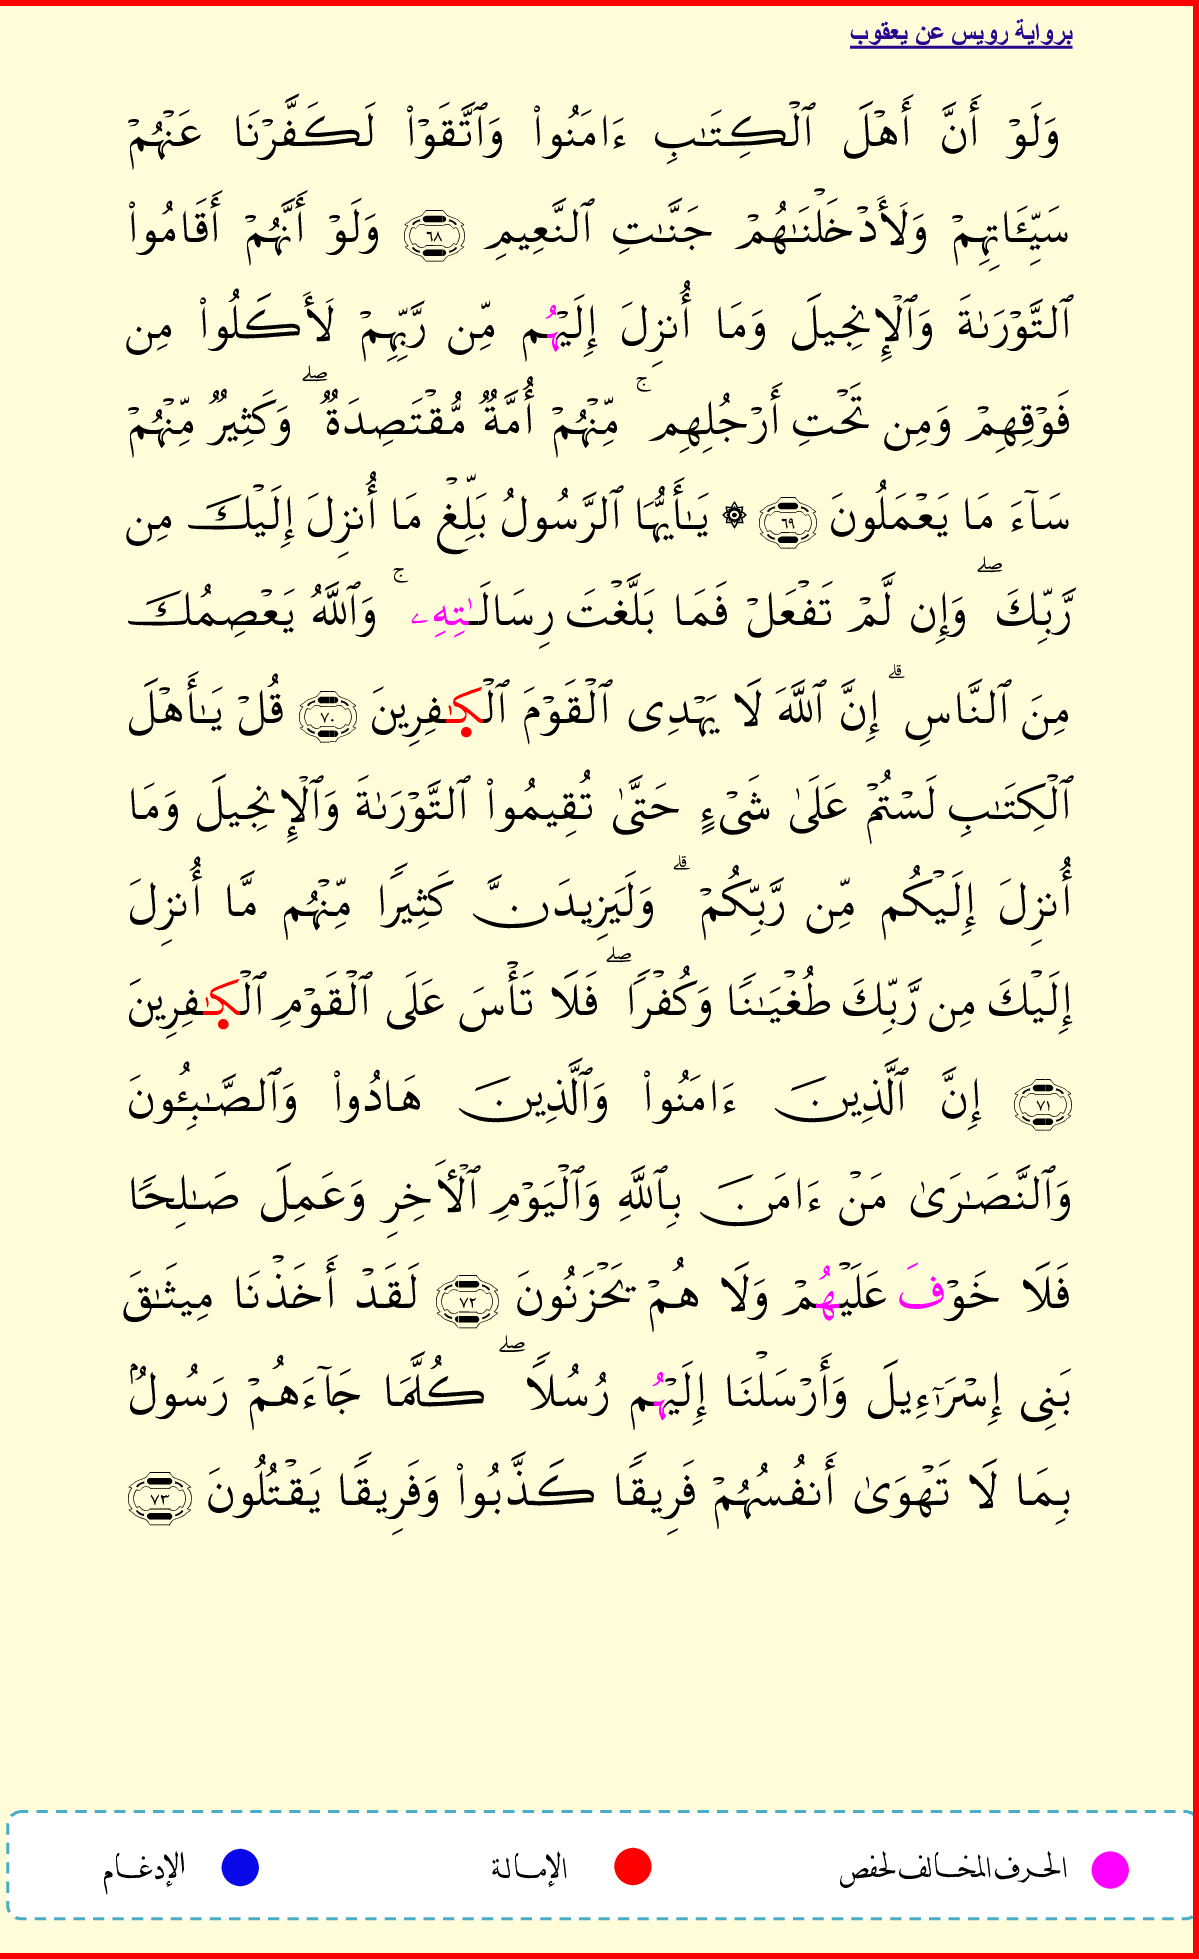 برواية رويس عن يعقوب
وَلَوۡ أَنَّ أَهۡلَ ٱلۡكِتَٰبِ ءَامَنُواْ وَٱتَّقَوۡاْ لَكَفَّرۡنَا عَنۡهُمۡ
سَيِّـَٔاتِهِمۡ وَلَأَدۡخَلۡنَٰهُمۡ جَنَّٰتِ ٱلنَّعِيمِ ٦٨ وَلَوۡ أَنَّهُمۡ أَقَامُواْ
ٱلتَّوۡرَىٰةَ وَٱلۡإِنجِيلَ وَمَا أُنزِلَ إِلَيۡهُم مِّن رَّبِّهِمۡ لَأَكَلُواْ مِن
فَوۡقِهِمۡ وَمِن تَحۡتِ أَرۡجُلِهِم ۚ مِّنۡهُمۡ أُمَّةٞ مُّقۡتَصِدَةٞ ۖ وَكَثِيرٞ مِّنۡهُمۡ
سَآءَ مَا يَعۡمَلُونَ ٦٩ ۞ يَـٰأَيُّهَا ٱلرَّسُولُ بَلِّغۡ مَا أُنزِلَ إِلَيۡكَ مِن
رَّبِّكَ ۖ وَإِن لَّمۡ تَفۡعَلۡ فَمَا بَلَّغۡتَ رِسَالَـٰتِهِۦ ۚ وَٱللَّهُ يَعۡصِمُكَ
مِنَ ٱلنَّاسِ ۗ إِنَّ ٱللَّهَ لَا يَهۡدِى ٱلۡقَوۡمَ ٱلۡكَٰفِرِينَ ٧٠ قُلۡ يَـٰأَهۡلَ
ٱلۡكِتَٰبِ لَسۡتُمۡ عَلَىٰ شَىۡءٍ حَتَّىٰ تُقِيمُواْ ٱلتَّوۡرَىٰةَ وَٱلۡإِنجِيلَ وَمَا
أُنزِلَ إِلَيۡكُم مِّن رَّبِّكُمۡ ۗ وَلَيَزِيدَنَّ كَثِيرًا مِّنۡهُم مَّا أُنزِلَ
إِلَيۡكَ مِن رَّبِّكَ طُغۡيَـٰنًا وَكُفۡرًا ۖ فَلَا تَأۡسَ عَلَى ٱلۡقَوۡمِ ٱلۡكَٰفِرِينَ
٧١ إِنَّ ٱلَّذِينَ ءَامَنُواْ وَٱلَّذِينَ هَادُواْ وَٱلصَّـٰبِـُٔونَ
وَٱلنَّصَٰرَىٰ مَنۡ ءَامَنَ بِٱللَّهِ وَٱلۡيَوۡمِ ٱلۡأَخِرِ وَعَمِلَ صَٰلِحًا
فَلَا خَوۡفَ عَلَيۡهُمۡ وَلَا هُمۡ يَحۡزَنُونَ ٧٢ لَقَدۡ أَخَذۡنَا مِيثَٰقَ
بَنِى إِسۡرَٰٓءِيلَ وَأَرۡسَلۡنَا إِلَيۡهُم رُسُلًا ۖ كُلَّمَا جَآءَهُمۡ رَسُولُۢ
بِمَا لَا تَهۡوَىٰ أَنفُسُهُمۡ فَرِيقًا كَذَّبُواْ وَفَرِيقًا يَقۡتُلُونَ ٧٣
الحرف المخالف لحفص الإمالة الإدغام